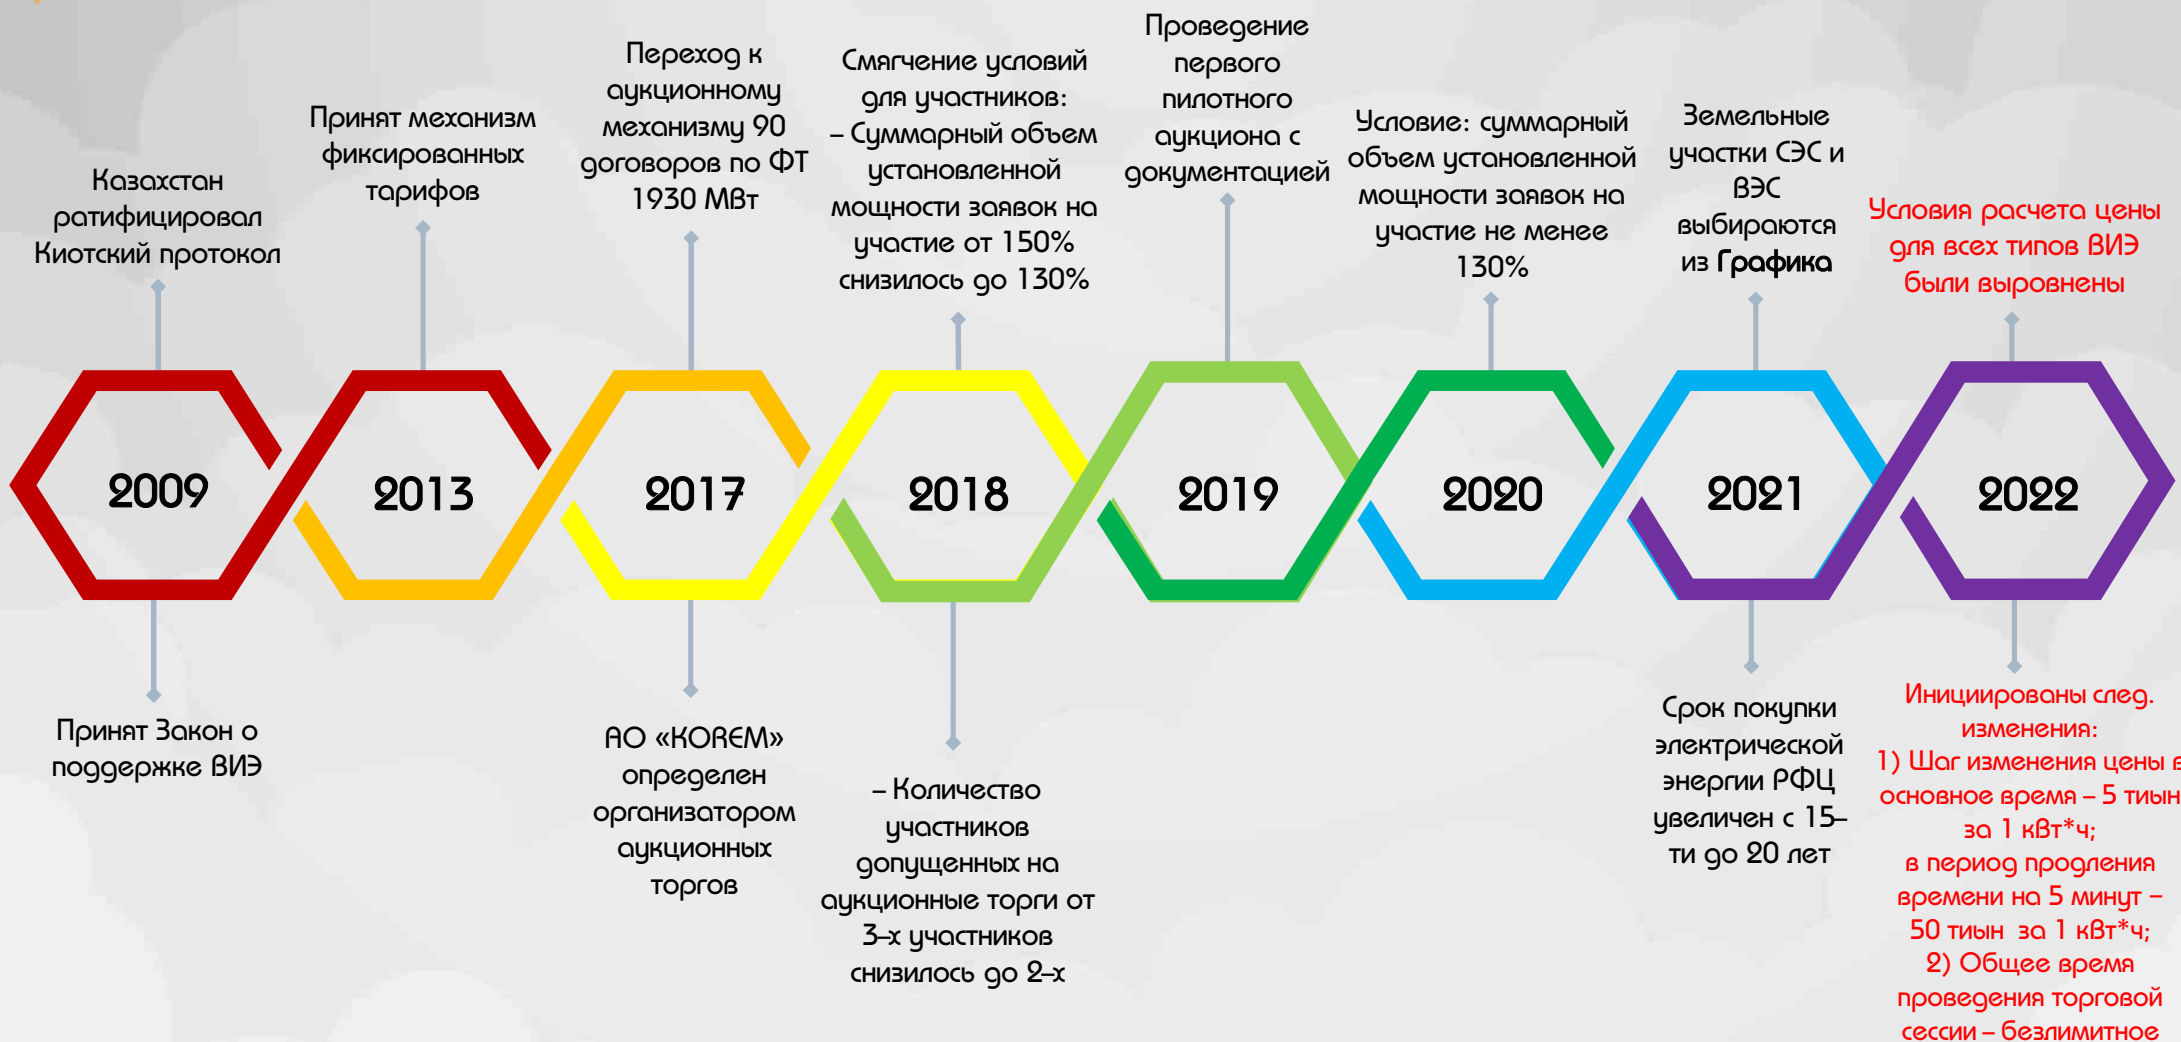 Казахстан
ратифицировал
Киотский протокол
Принят механизм
фиксированных
тарифов
Переход к
аукционному
механизму 90
договоров по ФТ
1930 МВт
Смягчение условий
для участников:
– Суммарный объем
установленной
мощности заявок на
участие от 150%
снизилось до 130%
Проведение
первого
пилотного
аукциона с
документацией
Условие: суммарный
объем установленной
мощности заявок на
участие не менее
130%
Земельные
участки СЭС и
ВЭС
выбираются
из Графика
Условия расчета цены
для всех типов ВИЭ
были выровнены
2009
2013
2017
2018
2019
2020
2021
2022
Принят Закон о
поддержке ВИЭ
АО «KOREM»
определен
организатором
аукционных
торгов
– Количество
участников
допущенных на
аукционные торги от
3–х участников
снизилось до 2–х
Срок покупки
электрической
энергии РФЦ
увеличен с 15–
ти до 20 лет
Инициированы след.
изменения:
1) Шаг изменения цены в
основное время – 5 тиын
за 1 кВт*ч;
в период продления
времени на 5 минут –
50 тиын за 1 кВт*ч;
2) Общее время
проведения торговой
сессии – безлимитное